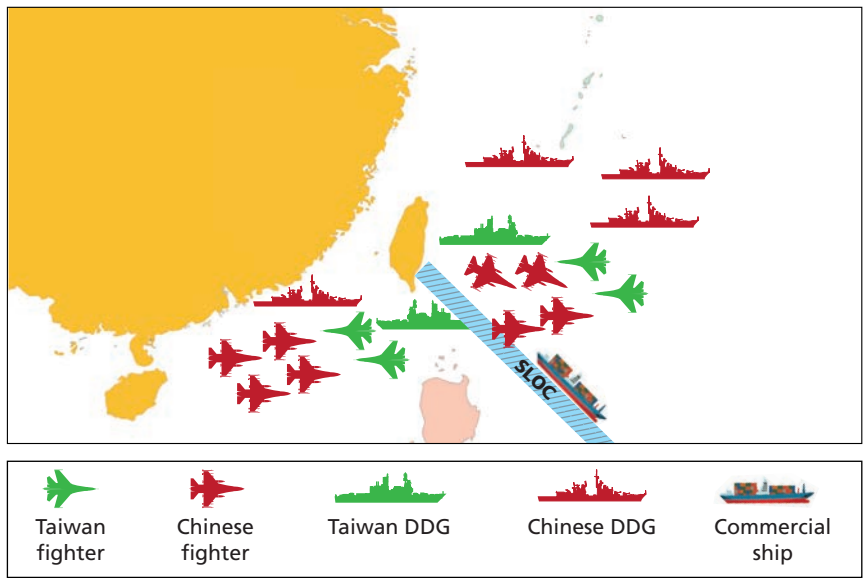 SLOC
Taiwan
fighter
Chinese
fighter
Taiwan DDG
Chinese DDG
Commercial
ship